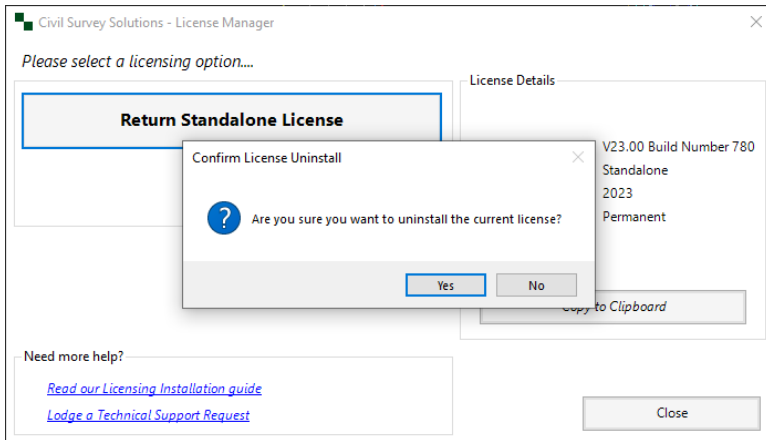 Civil Survey Solutions - License Manager
Please select a licensing option....
Return Standalone License
License Details
V23.00 Build Number 780
Standalone
2023
Permanent
Confirm License Uninstall
Are you sure you want to uninstall the current license?
Yes
No
Copy to Clipboard
Need more help?
Read our Licensing Installation guide
Lodge a Technical Support Request
Close